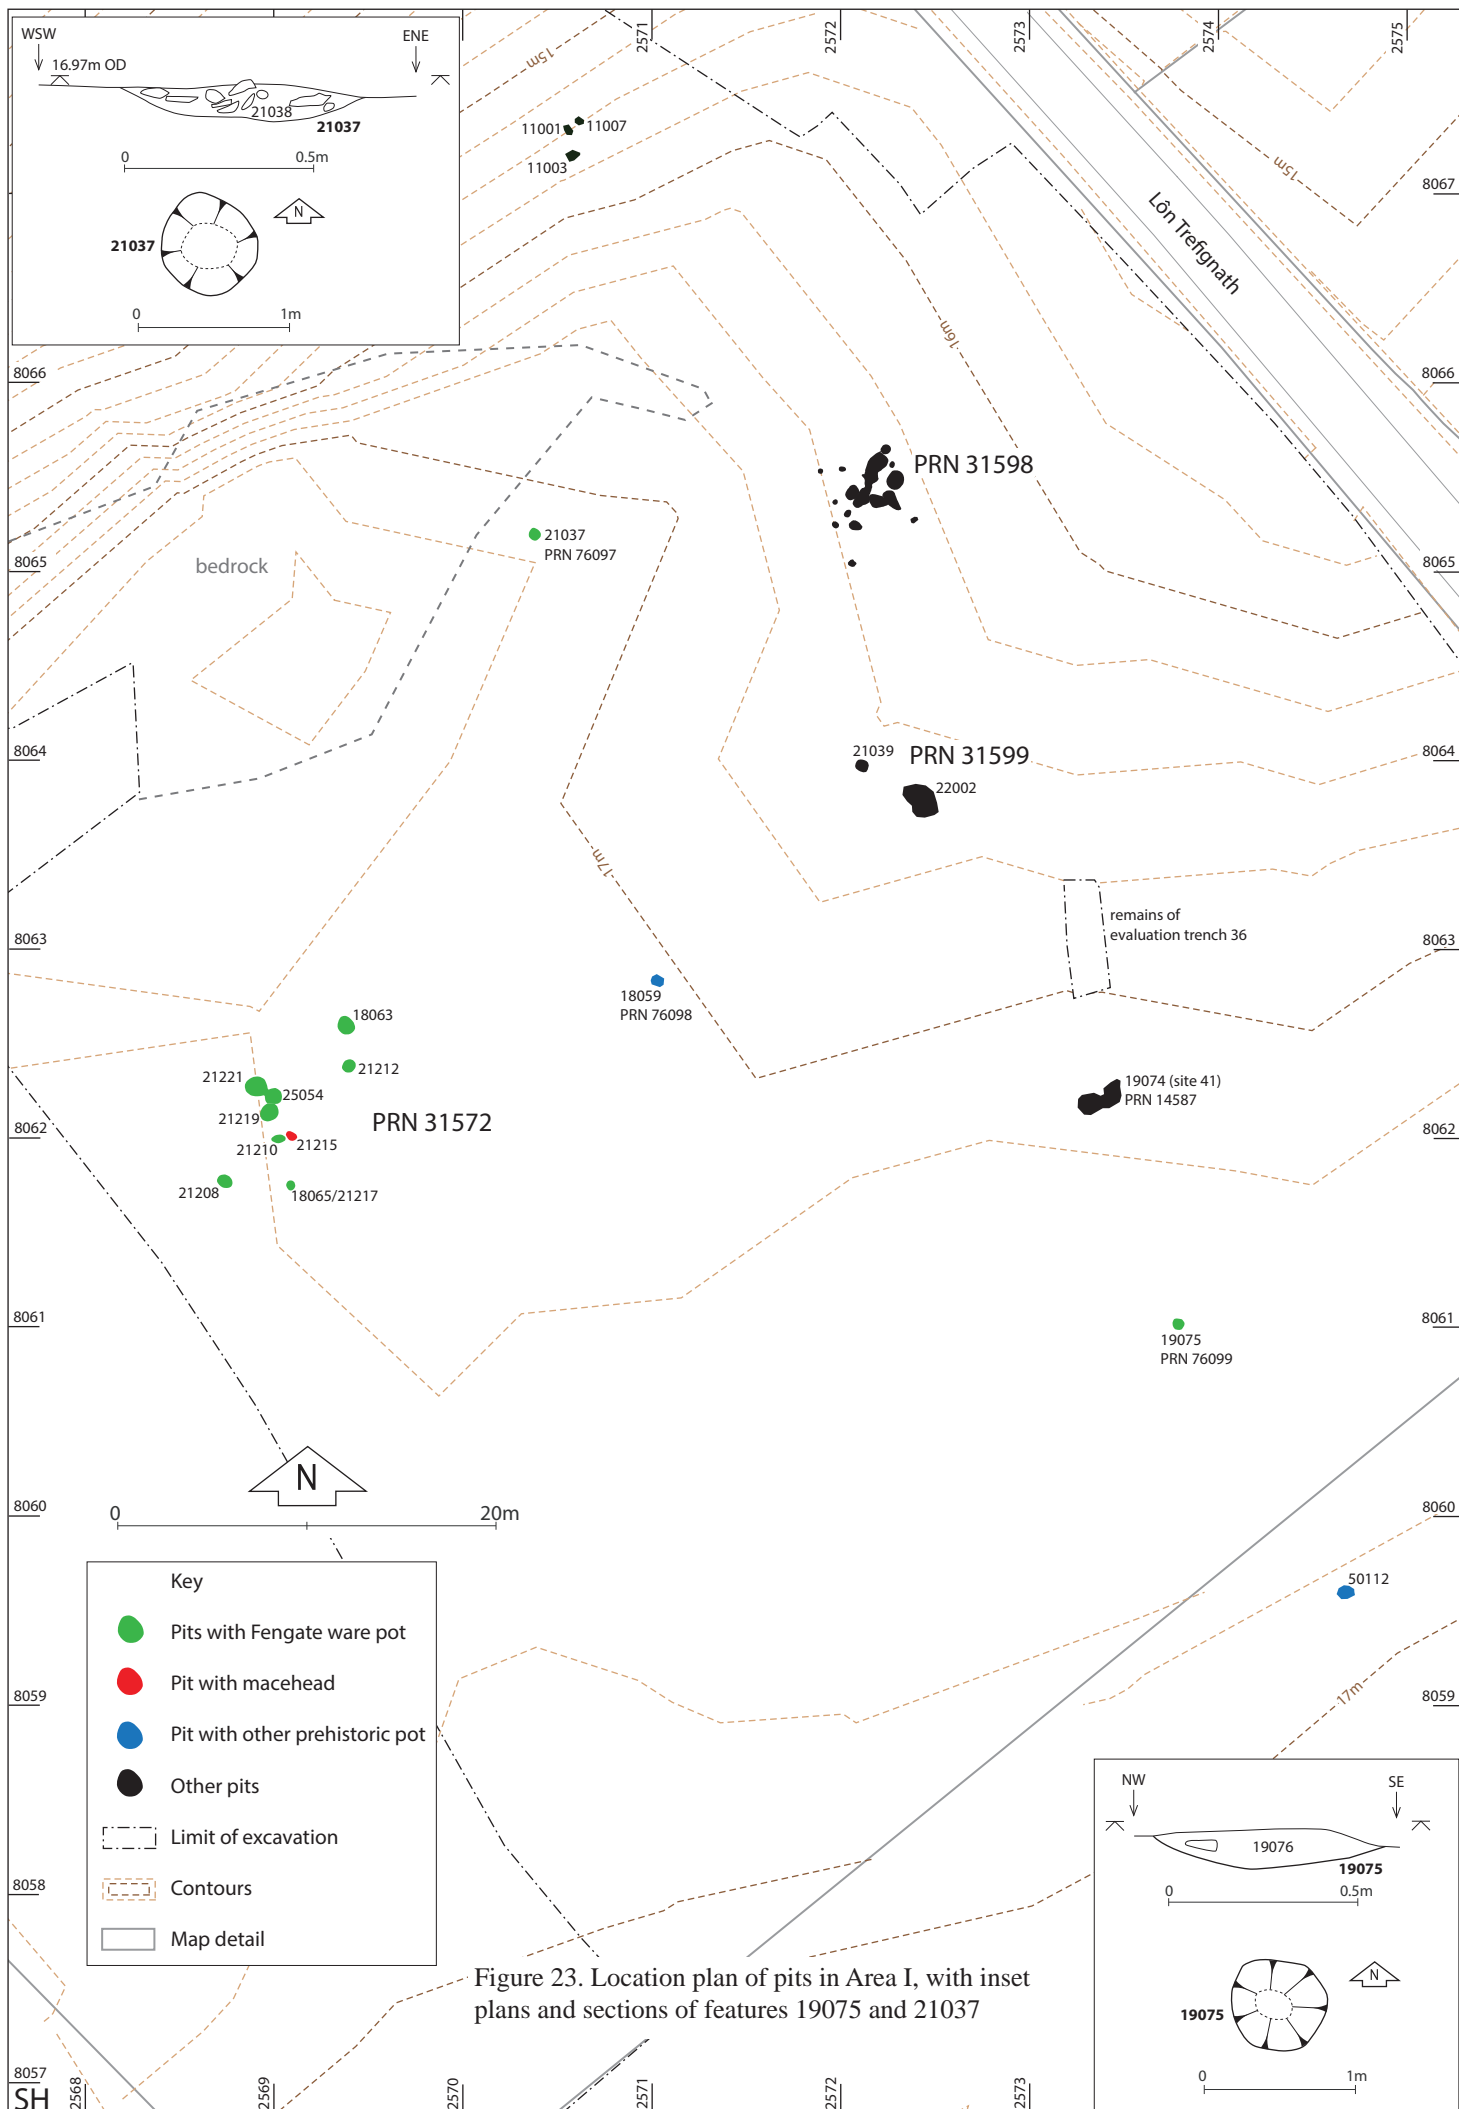 WSW
ENE
16.97m OD
21038
21037
0 0.5m
N
21037
0 1m
2571
2572
2573
2574
2575
15m
11001
11007
11003
15m
8067
Lôn Trefignath
16m
8066
8066
PRN 31598
21037
PRN 76097
8065
8065
bedrock
8064
8064
21039
PRN 31599
22002
17m
remains of
evaluation trench 36
8063
8063
18059
PRN 76098
18063
21212
21221
25054
21219
PRN 31572
19074 (site 41)
PRN 14587
8062
8062
21210
21215
21208
18065/21217
8061
8061
19075
PRN 76099
N
0 20m
8060
8060
50112
Key
Pits with Fengate ware pot
Pit with macehead
Pit with other prehistoric pot
Other pits
Limit of excavation
Contours
Map detail
8059
8059
17m
8058
NW
SE
19076
19075
0 0.5m
N
19075
0 1m
Figure 23. Location plan of pits in Area I, with inset
plans and sections of features 19075 and 21037
8057
SH
2568
2569
2570
2571
2572
2573